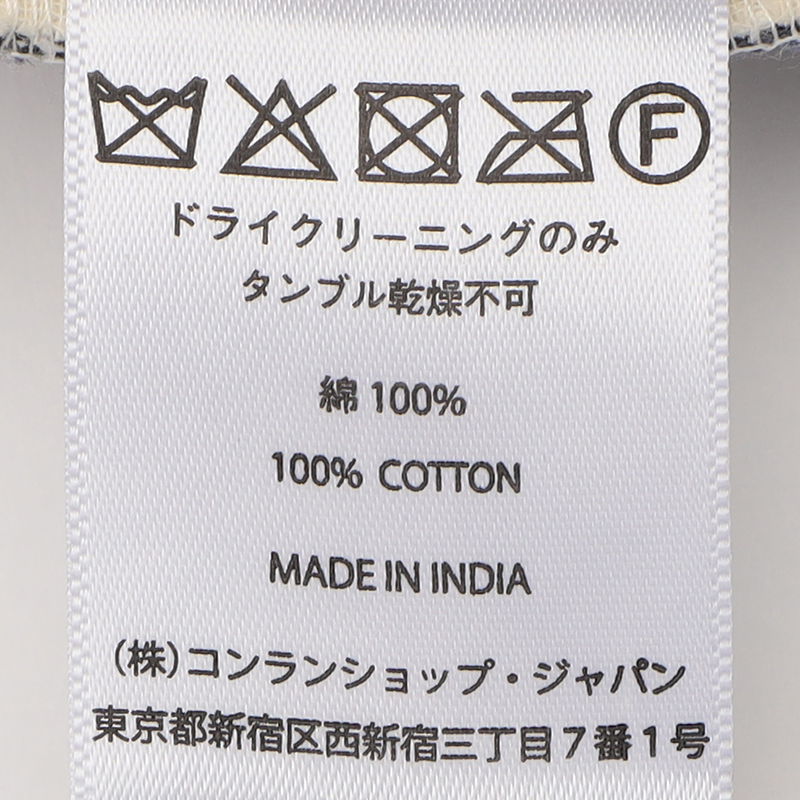 F
ドライクリーニングのみ
タンブル乾燥不可
綿 100%
100% COTTON
MADE IN INDIA
(株)コンランショップ・ジャパン
東京都新宿区西新宿三丁目7番1号